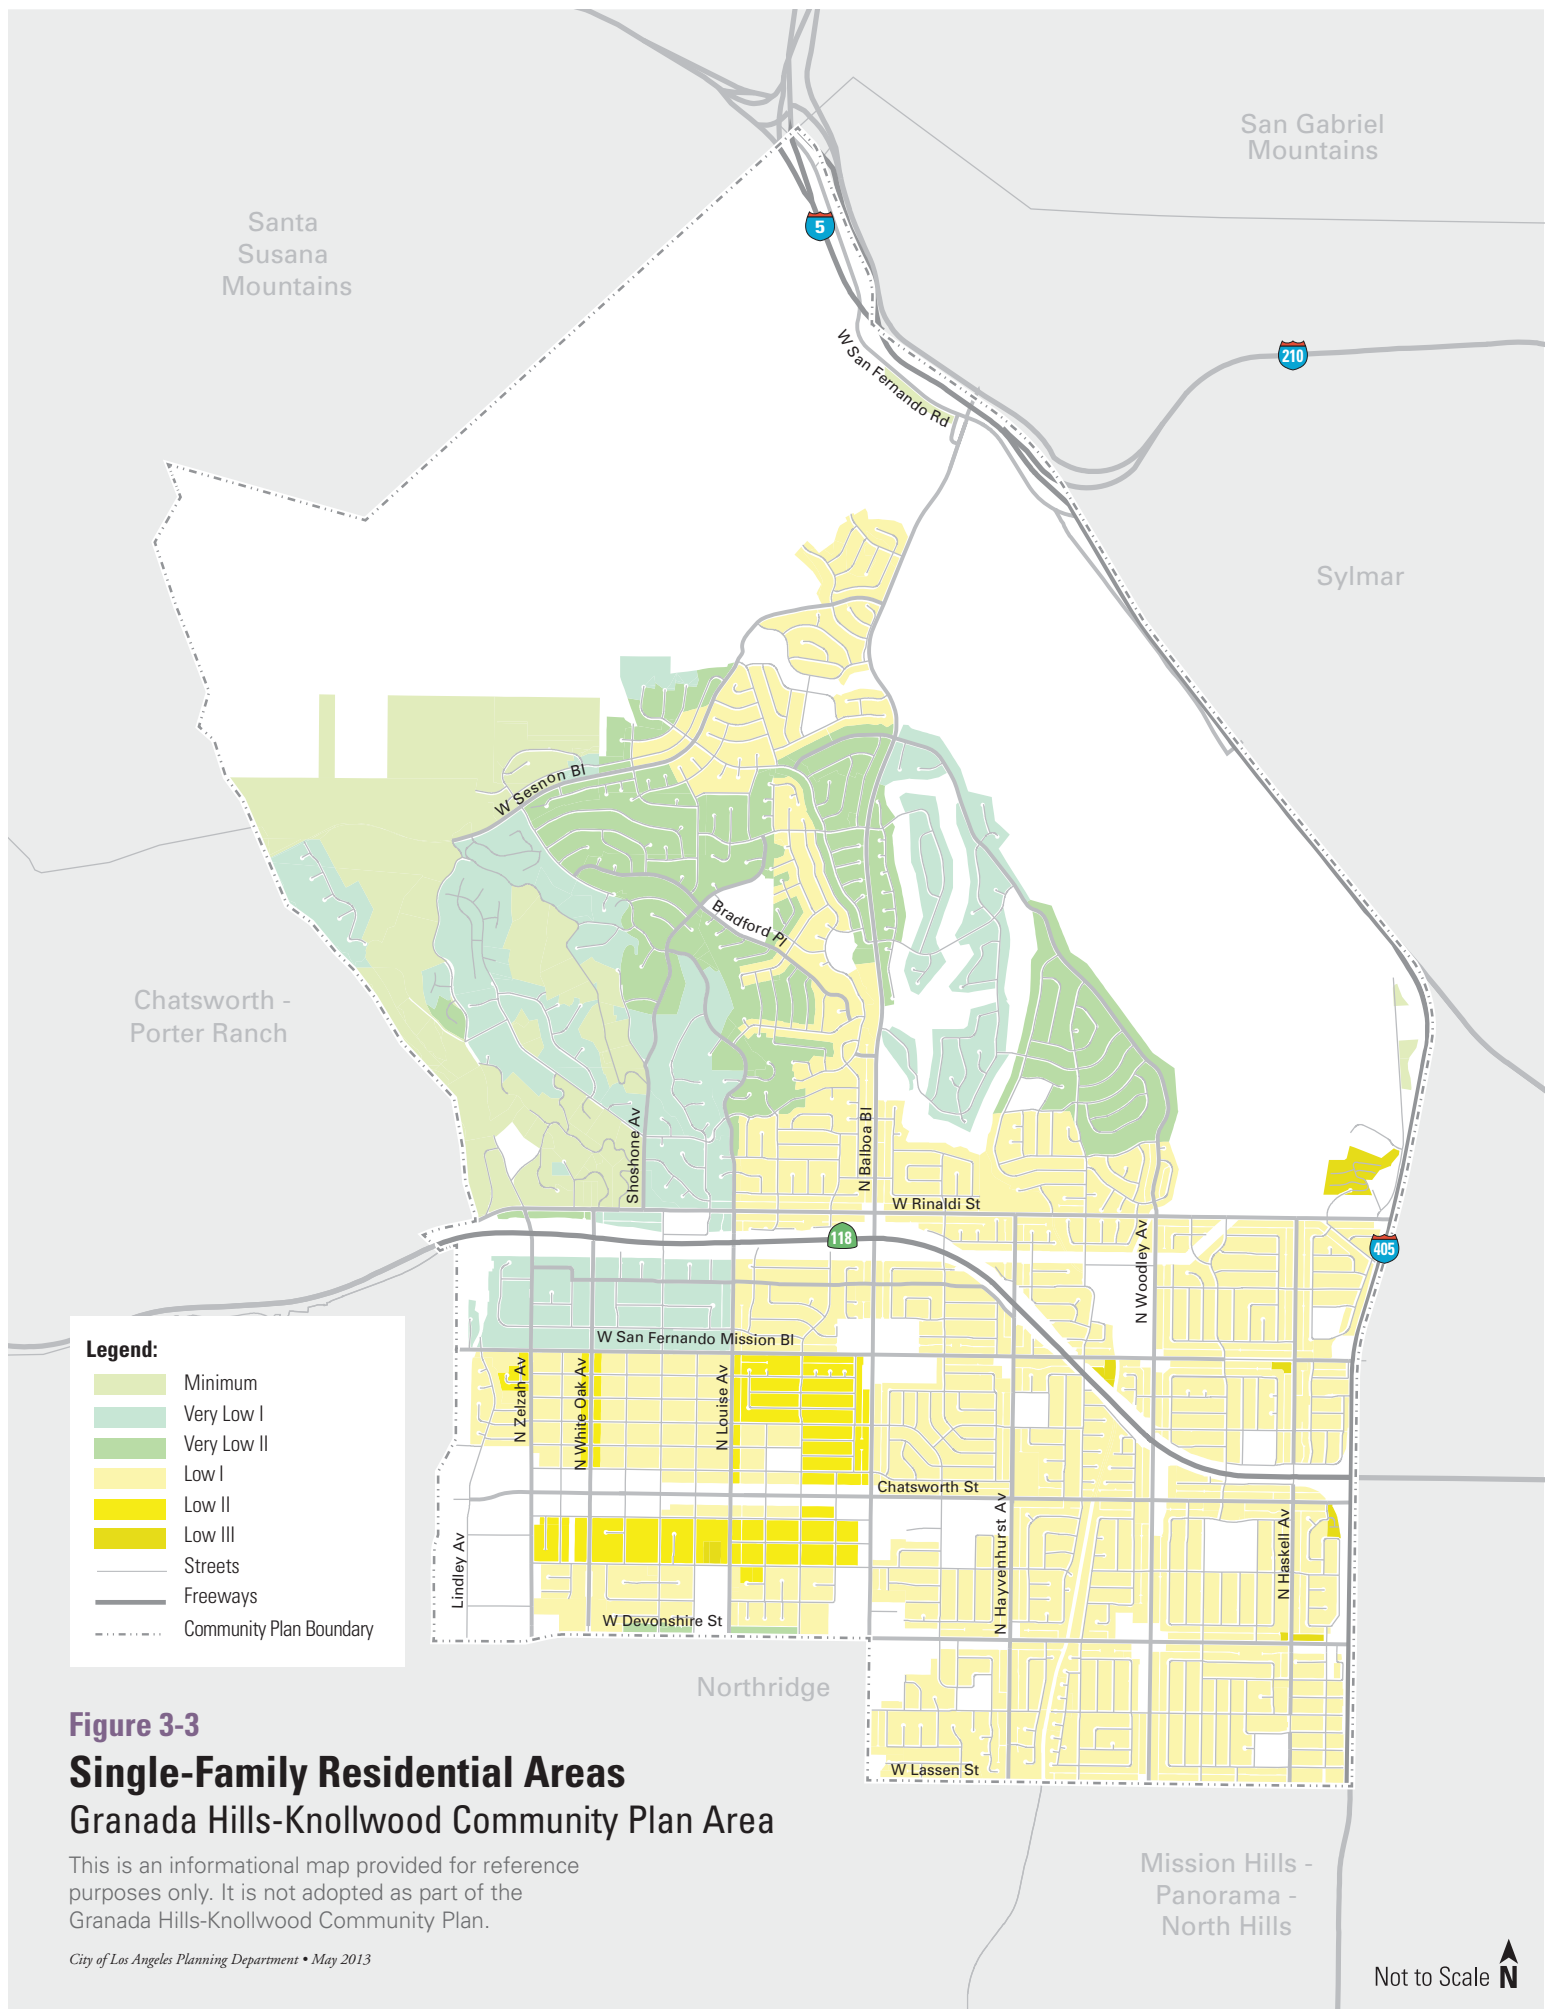 San Gabriel
Mountains
Santa
Susana
Mountains
5
W San Fernando Rd
210
Sylmar
W Sesnon Bl
Bradford Pl
Chatsworth -
Porter Ranch
Shoshone Av
N Balboa Bl
W Rinaldi St
118
N Woodley Av
405
W San Fernando Mission Bl
Legend:
Minimum
Very Low I
Very Low II
Low I
Low II
Low III
Streets
Freeways
Community Plan Boundary
N Zelzah Av
N White Oak Av
N Louise Av
Chatsworth St
Lindley Av
N Hayvenhurst Av
N Haskell Av
W Devonshire St
Northridge
W Lassen St
Figure 3-3
Single-Family Residential Areas
Granada Hills-Knollwood Community Plan Area
This is an informational map provided for reference
purposes only. It is not adopted as part of the
Granada Hills-Knollwood Community Plan.
City of Los Angeles Planning Department • May 2013
Mission Hills -
Panorama -
North Hills
Not to Scale N